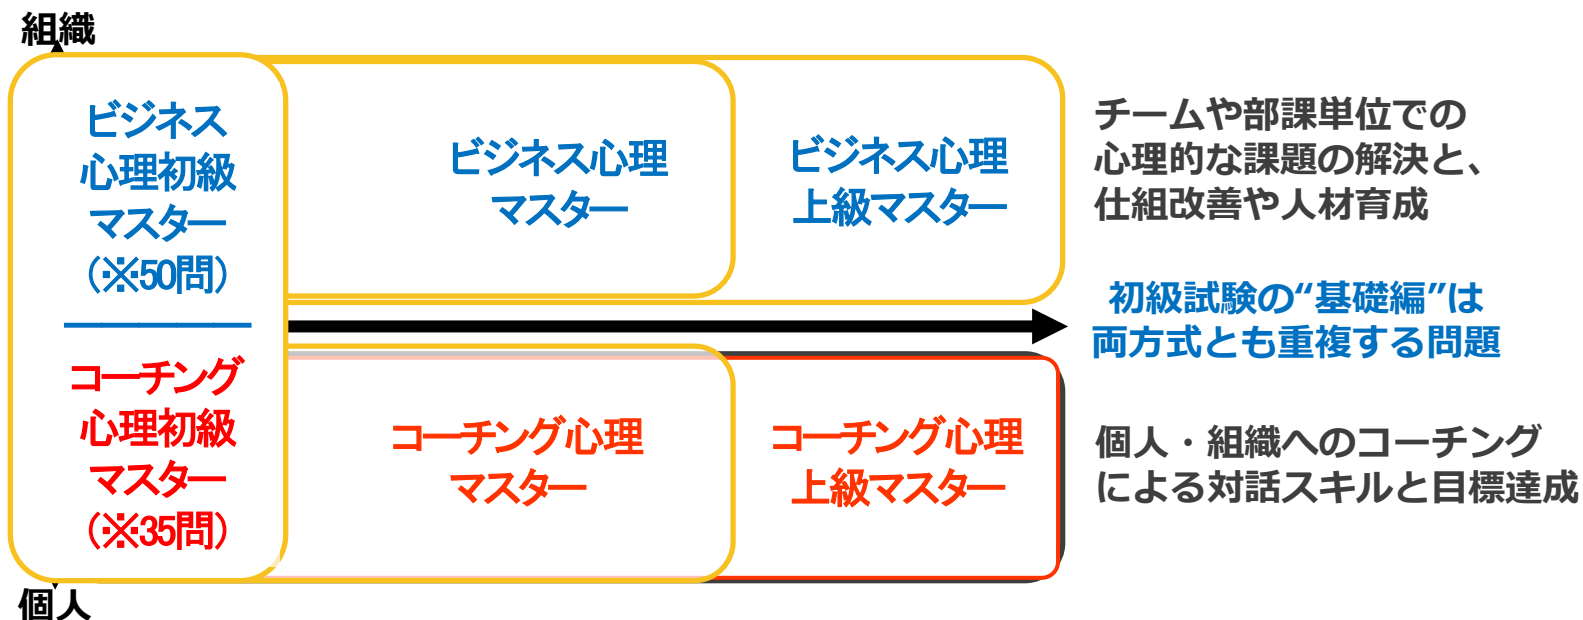 組織
ビジネス
心理初級
マスター
（※50問）
コーチング
心理初級
マスター
（※35問）
ビジネス心理
マスター
ビジネス心理
上級マスター
コーチング心理
マスター
コーチング心理
上級マスター
チームや部課単位での
心理的な課題の解決と、
仕組改善や人材育成
初級試験の“基礎編”は
両方式とも重複する問題
個人・組織へのコーチング
による対話スキルと目標達成
個人